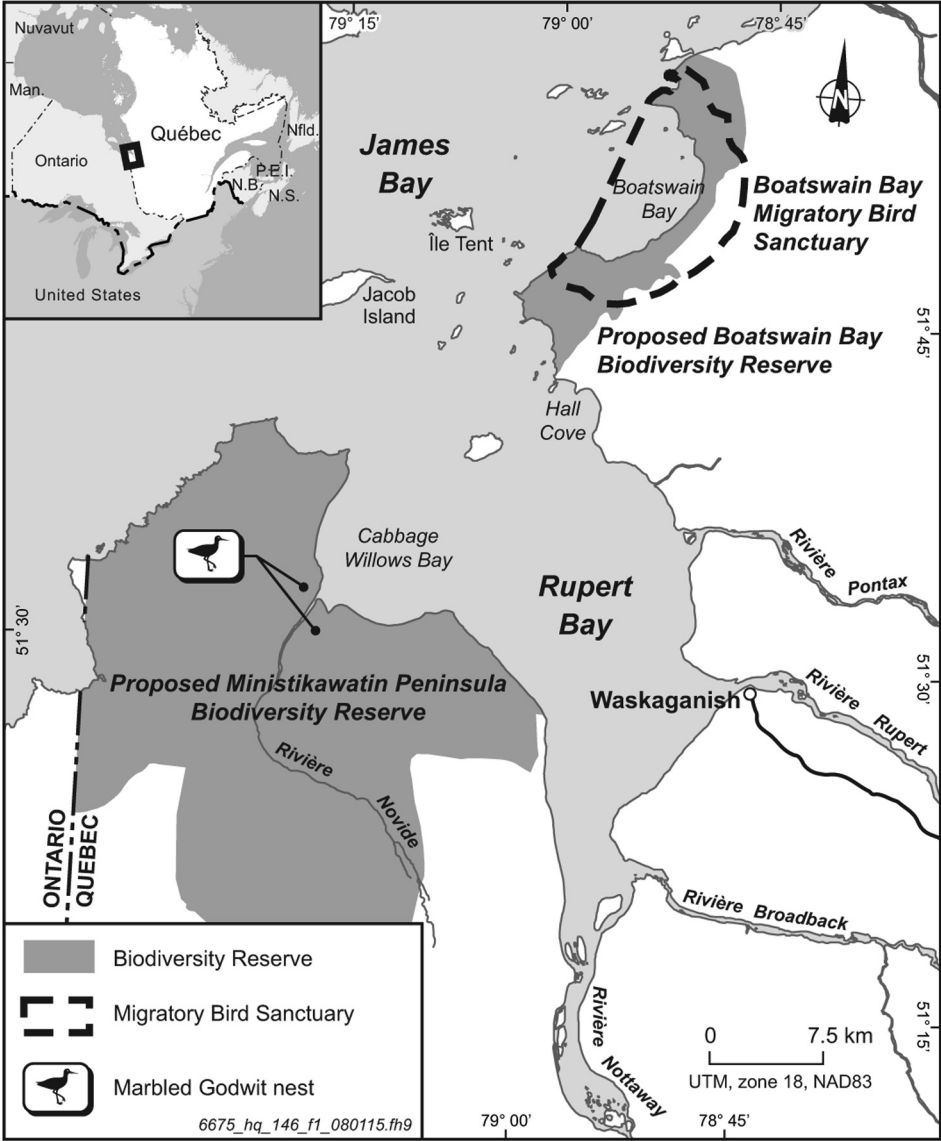 79° 15'
79° 00'
78° 45'
Nuvavut
Man.
Québec
Ontario
Nfld.
P.E.I.
N.B.
N.S.
United States
James
Bay
Boatswain
Bay
Boatswain Bay
Migratory Bird
Sanctuary
Île Tent
Jacob
Island
51° 45'
Proposed Boatswain Bay
Biodiversity Reserve
Hall
Cove
Cabbage
Willows Bay
Rivière
Pontax
Rupert
Bay
51° 30'
51° 30'
Proposed Ministikawatin Peninsula
Biodiversity Reserve
Waskaganish
Rivière
Rupert
Rivière
Novide
ONTARIO
QUEBEC
Rivière Broadback
Biodiversity Reserve
Migratory Bird Sanctuary
Marbled Godwit nest
6675_hq_146_f1_080115.fh9
Rivière
Nottaway
51° 15'
0 7.5 km
UTM, zone 18, NAD83
79° 00'
78° 45'
N